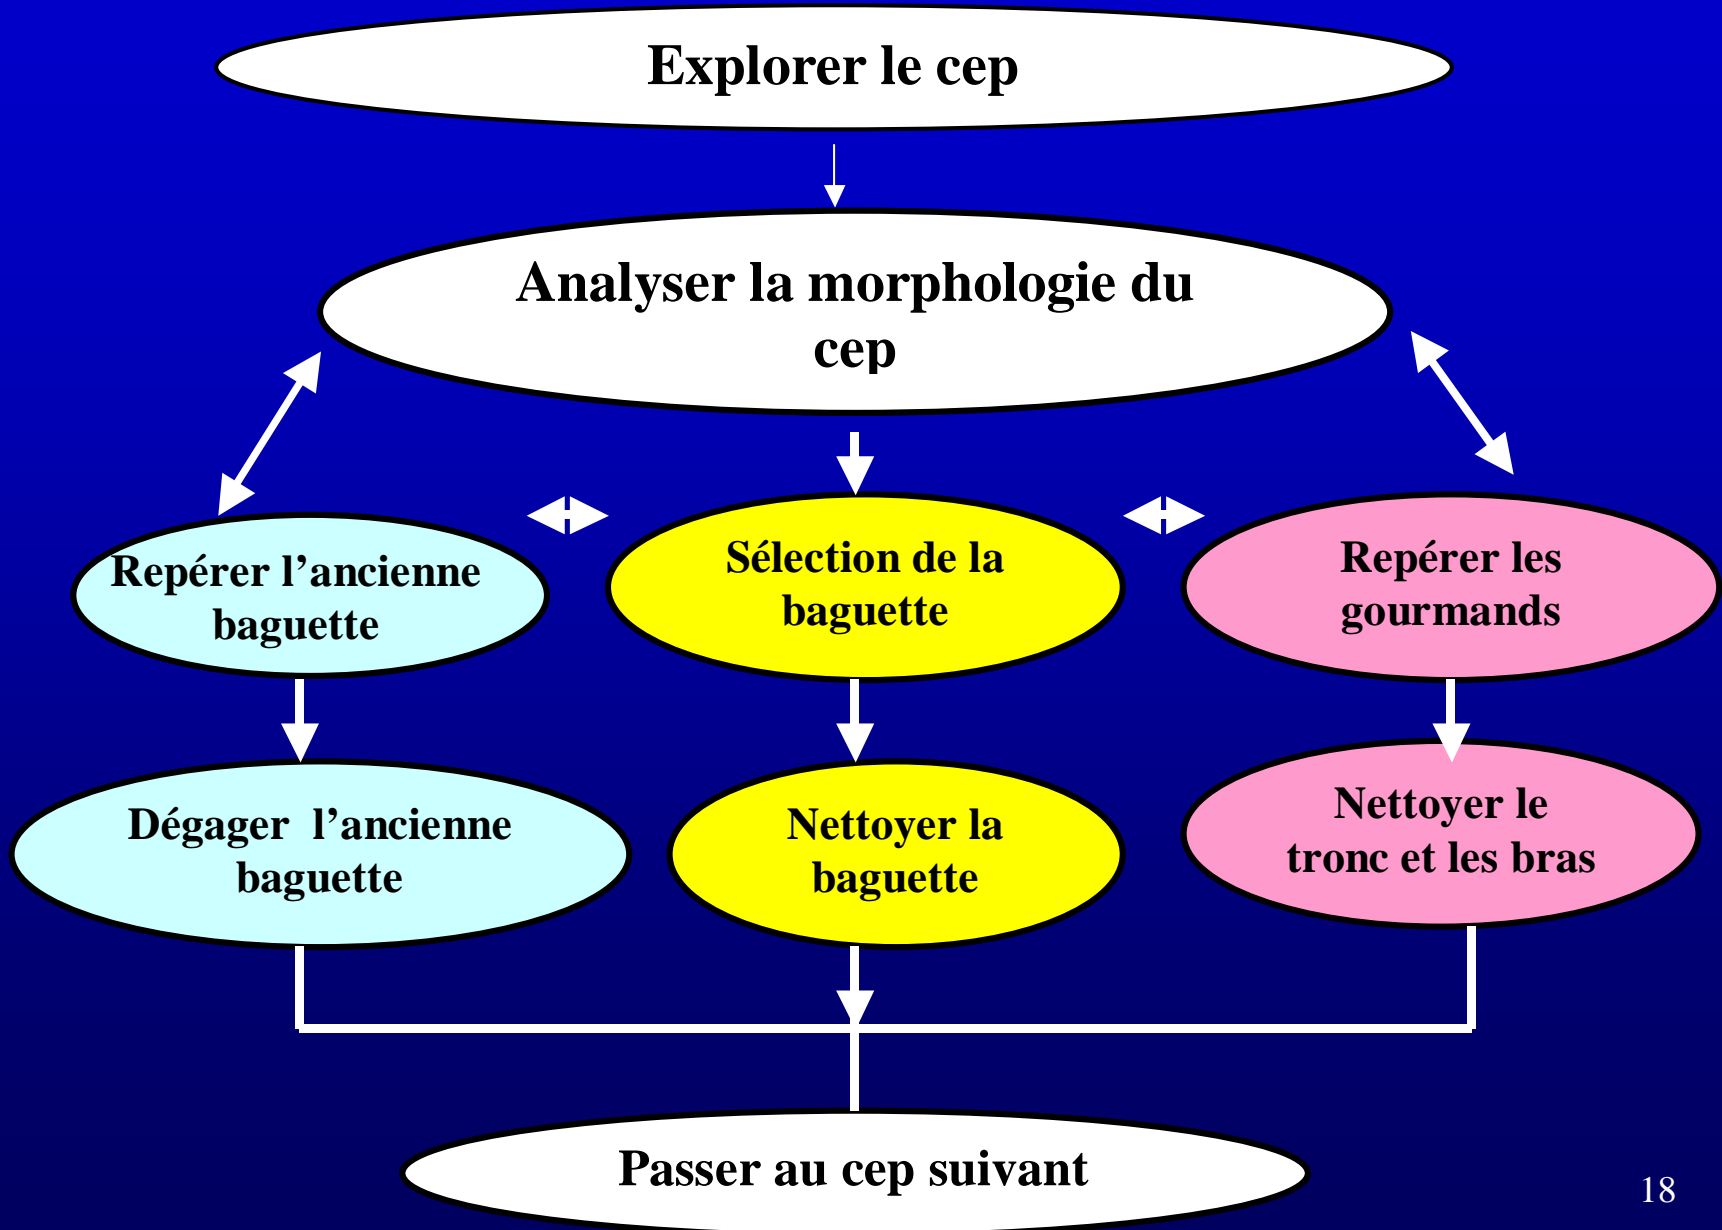 Explorer le cep
Analyser la morphologie du
cep
Repérer l’ancienne
baguette
Sélection de la
baguette
Repérer les
gourmands
Dégager l’ancienne
baguette
Nettoyer la
baguette
Nettoyer le
tronc et les bras
Passer au cep suivant
18